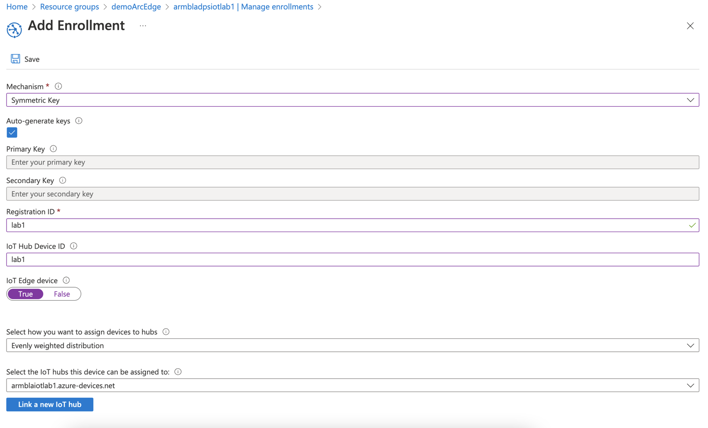 Home > Resource groups > demoArcEdge > armbladpsiotlab1 | Manage enrollments >
Add Enrollment ...
Save
Mechanism *
Symmetric Key
Auto-generate keys
Primary Key
Enter your primary key
Secondary Key
Enter your secondary key
Registration ID *
lab1
IoT Hub Device ID
lab1
IoT Edge device
True False
Select how you want to assign devices to hubs
Evenly weighted distribution
Select the IoT hubs this device can be assigned to:
armblaiotlab1.azure-devices.net
Link a new IoT hub